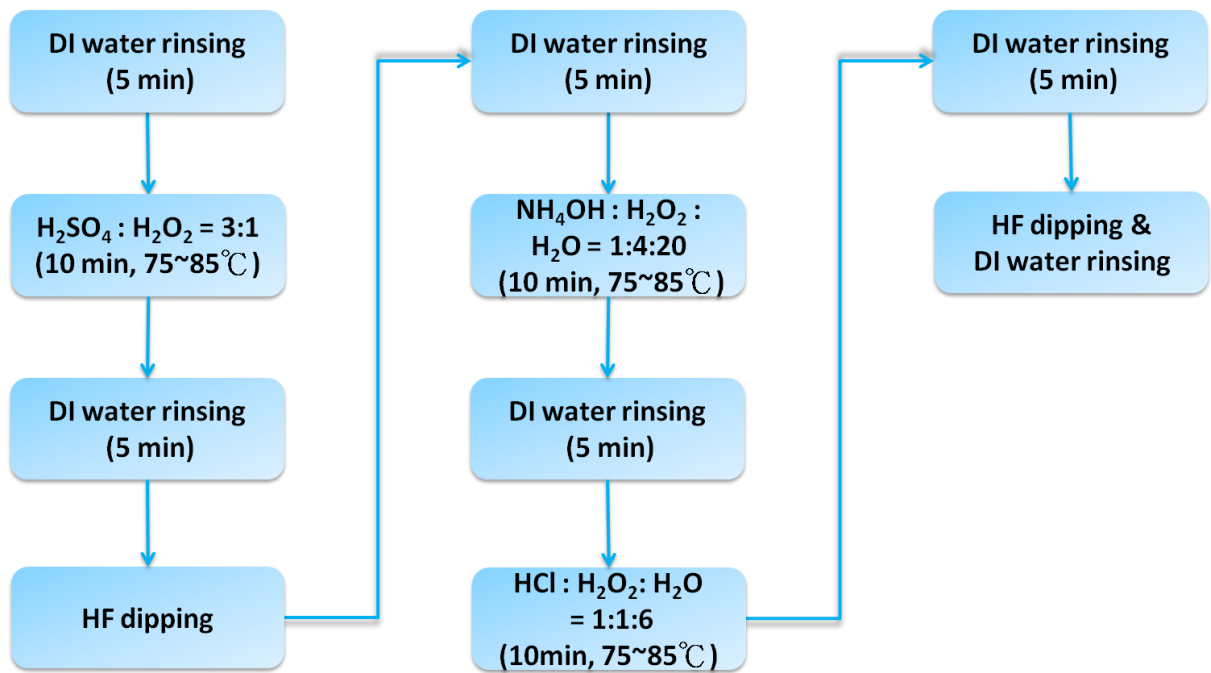 DI water rinsing
(5 min)
H₂SO₄ : H₂O₂ = 3:1
(10 min, 75~85℃)
DI water rinsing
(5 min)
HF dipping
DI water rinsing
(5 min)
NH₄OH : H₂O₂ :
H₂O = 1:4:20
(10 min, 75~85℃)
DI water rinsing
(5 min)
HCl : H₂O₂: H₂O
= 1:1:6
(10min, 75~85℃)
DI water rinsing
(5 min)
HF dipping &
DI water rinsing